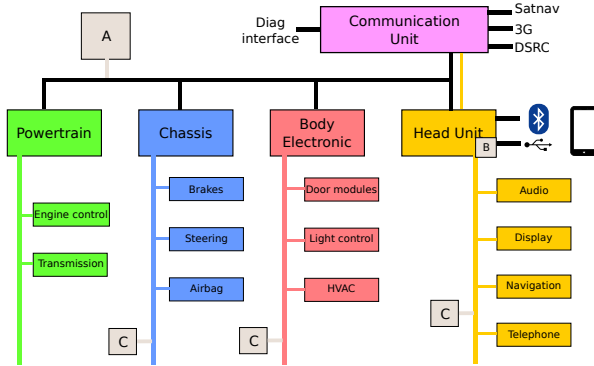 Satnav
A
Diag
interface
Communication
Unit
3G
DSRC
Powertrain
Chassis
Body
Electronic
Head Unit
B
Brakes
Door modules
Audio
Engine control
Steering
Light control
Display
Transmission
Airbag
HVAC
Navigation
C
C
C
Telephone